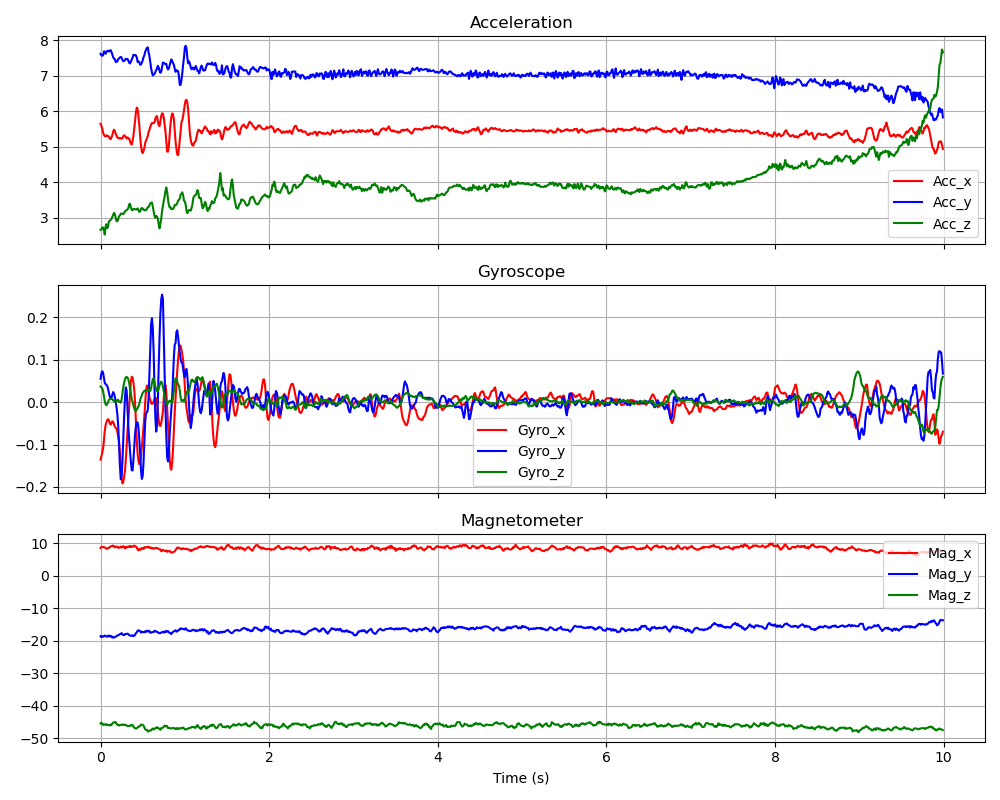 Acceleration
8
7
6
5
4
3
Acc_x
Acc_y
Acc_z
Gyroscope
0.2
0.1
0.0
−0.1
−0.2
Gyro_x
Gyro_y
Gyro_z
Magnetometer
10
0
−10
−20
−30
−40
−50
Mag_x
Mag_y
Mag_z
0 2 4 6 8 10
Time (s)